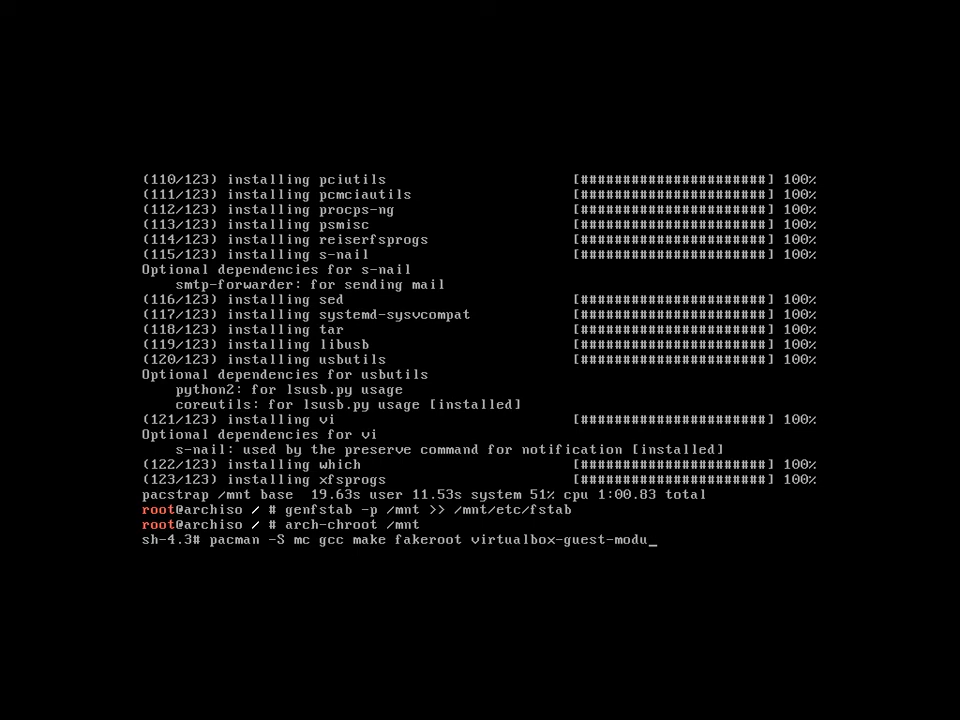 (110/123) installing pciutils [######################] 100%
(111/123) installing pcmciautils [######################] 100%
(112/123) installing procps-ng [######################] 100%
(113/123) installing psmisc [######################] 100%
(114/123) installing reiserfsprogs [######################] 100%
(115/123) installing s-nail [######################] 100%
Optional dependencies for s-nail
smtp-forwarder: for sending mail
(116/123) installing sed [######################] 100%
(117/123) installing systemd-sysvcompat [######################] 100%
(118/123) installing tar [######################] 100%
(119/123) installing libusb [######################] 100%
(120/123) installing usbutils [######################] 100%
Optional dependencies for usbutils
python2: for lsusb.py usage
coreutils: for lsusb.py usage [installed]
(121/123) installing vi [######################] 100%
Optional dependencies for vi
s-nail: used by the preserve command for notification [installed]
(122/123) installing which [######################] 100%
(123/123) installing xfsprogs [######################] 100%
pacstrap /mnt base  19.63s user 11.53s system 51% cpu 1:00.83 total
root@archiso / # genfstab -p /mnt >> /mnt/etc/fstab
root@archiso / # arch-chroot /mnt
sh-4.3# pacman -S mc gcc make fakeroot virtualbox-guest-modu_